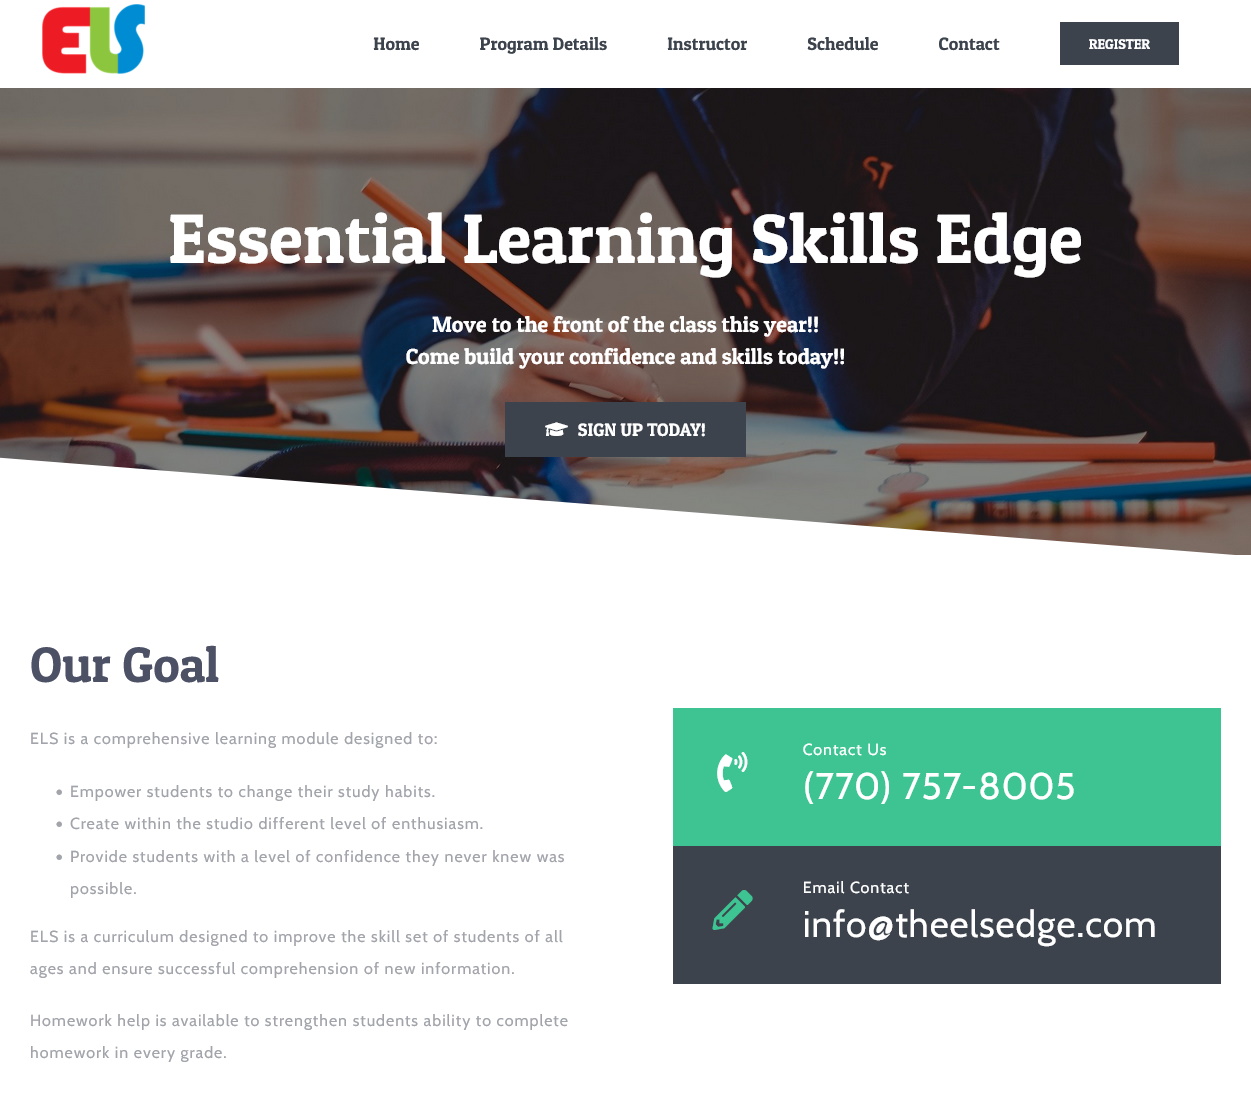 ELS
Home
Program Details
Instructor
Schedule
Contact
REGISTER
ST
Essential Learning Skills Edge
Move to the front of the class this year!!
Come build your confidence and skills today!!
SIGN UP TODAY!
Our Goal
ELS is a comprehensive learning module designed to:
• Empower students to change their study habits.
• Create within the studio different level of enthusiasm.
• Provide students with a level of confidence they never knew was
possible.
ELS is a curriculum designed to improve the skill set of students of all
ages and ensure successful comprehension of new information.
Homework help is available to strengthen students ability to complete
homework in every grade.
Contact Us
(770) 757-8005
Email Contact
info@theelsedge.com